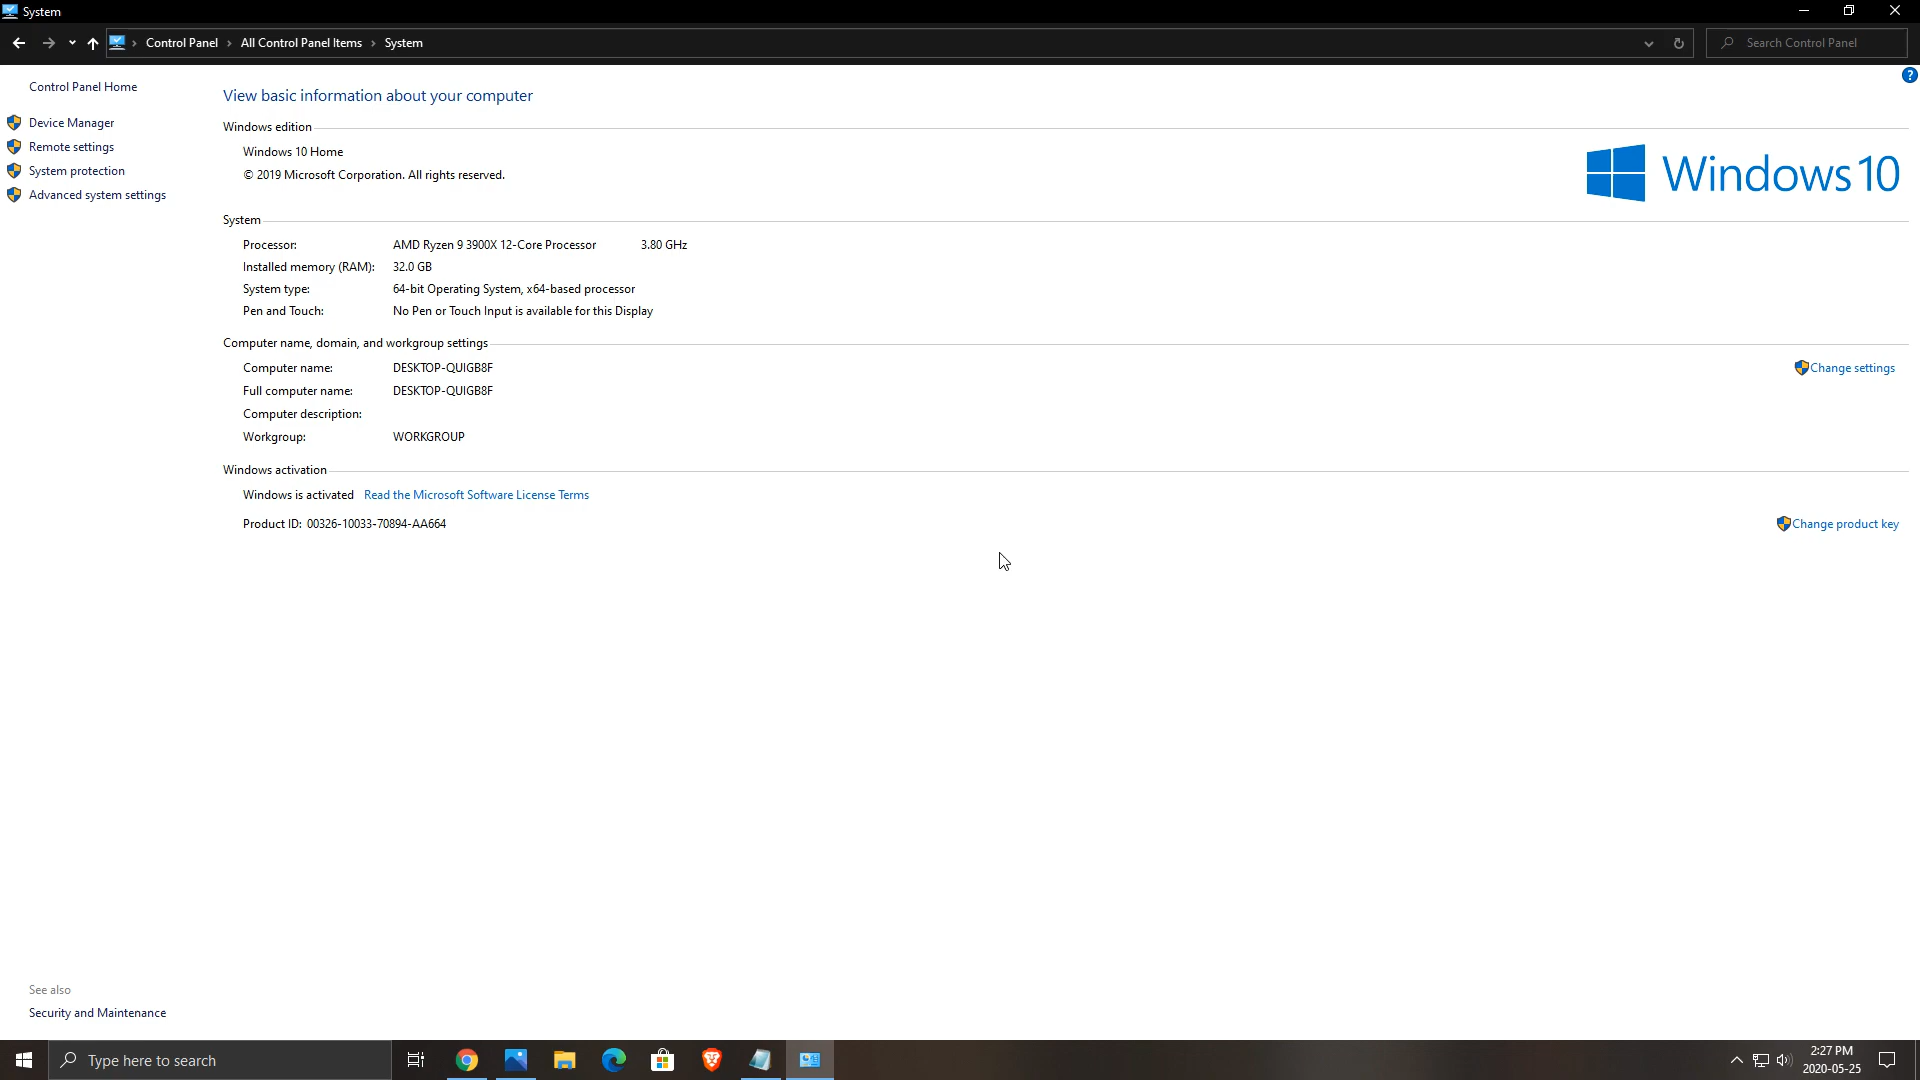 System
Control Panel > All Control Panel Items > System
Search Control Panel
?
Control Panel Home
Device Manager
Remote settings
System protection
Advanced system settings
View basic information about your computer
Windows edition
Windows 10 Home
© 2019 Microsoft Corporation. All rights reserved.
Windows 10
System
Processor: AMD Ryzen 9 3900X 12-Core Processor 3.80 GHz
Installed memory (RAM): 32.0 GB
System type: 64-bit Operating System, x64-based processor
Pen and Touch: No Pen or Touch Input is available for this Display
Computer name, domain, and workgroup settings
Computer name: DESKTOP-QUIGB8F
Change settings
Full computer name: DESKTOP-QUIGB8F
Computer description:
Workgroup: WORKGROUP
Windows activation
Windows is activated Read the Microsoft Software License Terms
Product ID: 00326-10033-70894-AA664
Change product key
See also
Security and Maintenance
Type here to search
2:27 PM
2020-05-25